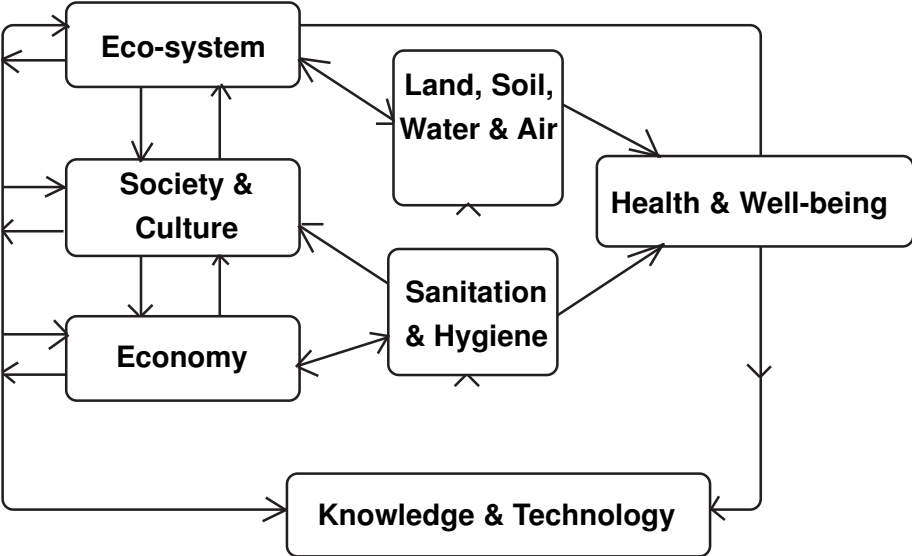 Eco-system
Land, Soil,
Water & Air
Society &
Culture
Health & Well-being
Sanitation
& Hygiene
Economy
Knowledge & Technology